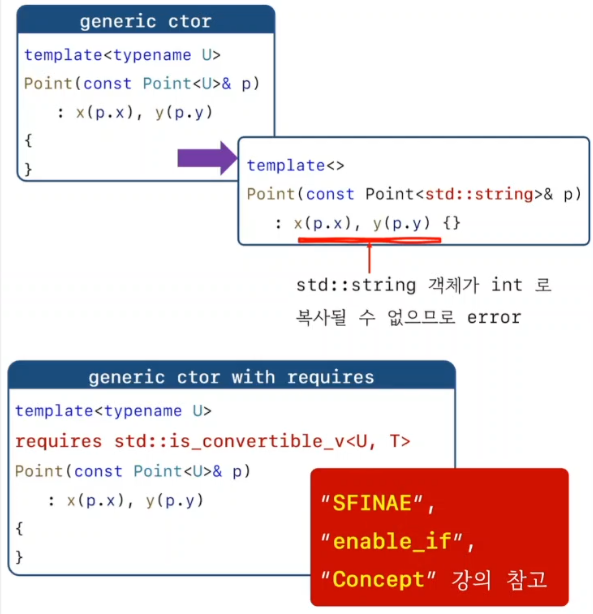 generic ctor
template<typename U>
Point(const Point<U>& p)
: x(p.x), y(p.y)
{
}
template<>
Point(const Point<std::string>& p)
: x(p.x), y(p.y) {}
std::string 객체가 int 로
복사될 수 없으므로 error
generic ctor with requires
template<typename U>
requires std::is_convertible_v<U, T>
Point(const Point<U>& p)
: x(p.x), y(p.y)
{
}
"SFINAE",
"enable_if",
"Concept" 강의 참고